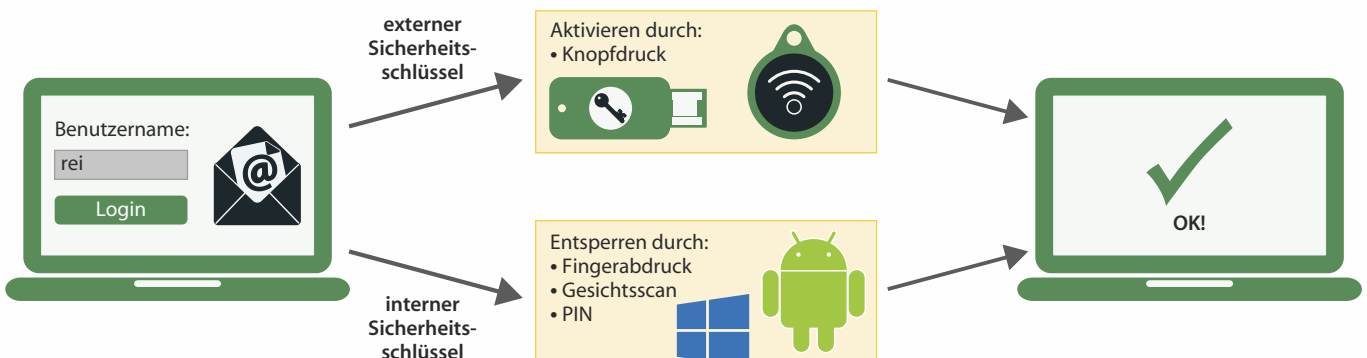 Benutzername:
rei
Login
externer
Sicherheits-
schlüssel
Aktivieren durch:
• Knopfdruck
interner
Sicherheits-
schlüssel
Entsperren durch:
• Fingerabdruck
• Gesichtsscan
• PIN
OK!